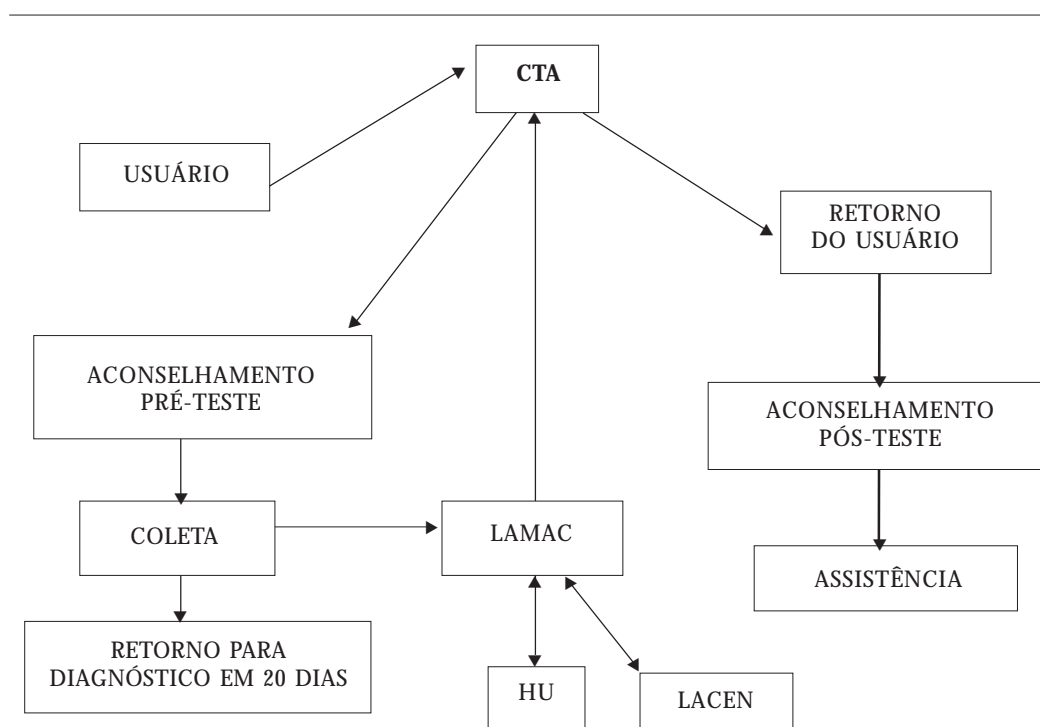 CTA
USUÁRIO
RETORNO
DO USUÁRIO
ACONSELHAMENTO
PRÉ-TESTE
ACONSELHAMENTO
PÓS-TESTE
COLETA
LAMAC
ASSISTÊNCIA
RETORNO PARA
DIAGNÓSTICO EM 20 DIAS
HU
LACEN